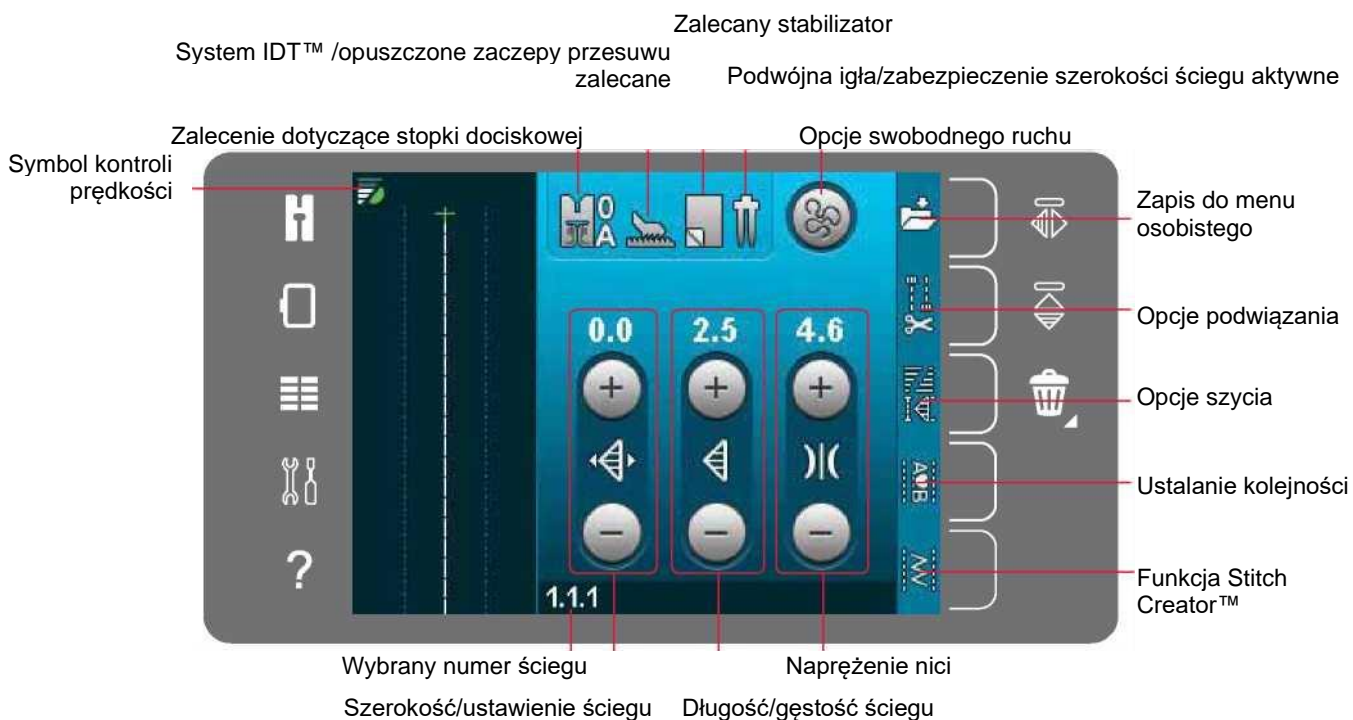 Zalecany stabilizator
System IDT™ /opuszczone zaczepy przesuwu
zalecane
Podwójna igła/zabezpieczenie szerokości ściegu aktywne
Zalecenie dotyczące stopki dociskowej
Opcje swobodnego ruchu
Symbol kontroli
prędkości
Zapis do menu
osobistego
Opcje podwiązania
Opcje szycia
Ustalanie kolejności
Funkcja Stitch
Creator™
0
A
0.0 2.5 4.6
+ + +
- - -
A B
?
1.1.1
Wybrany numer ściegu
Naprężenie nici
Szerokość/ustawienie ściegu
Długość/gęstość ściegu